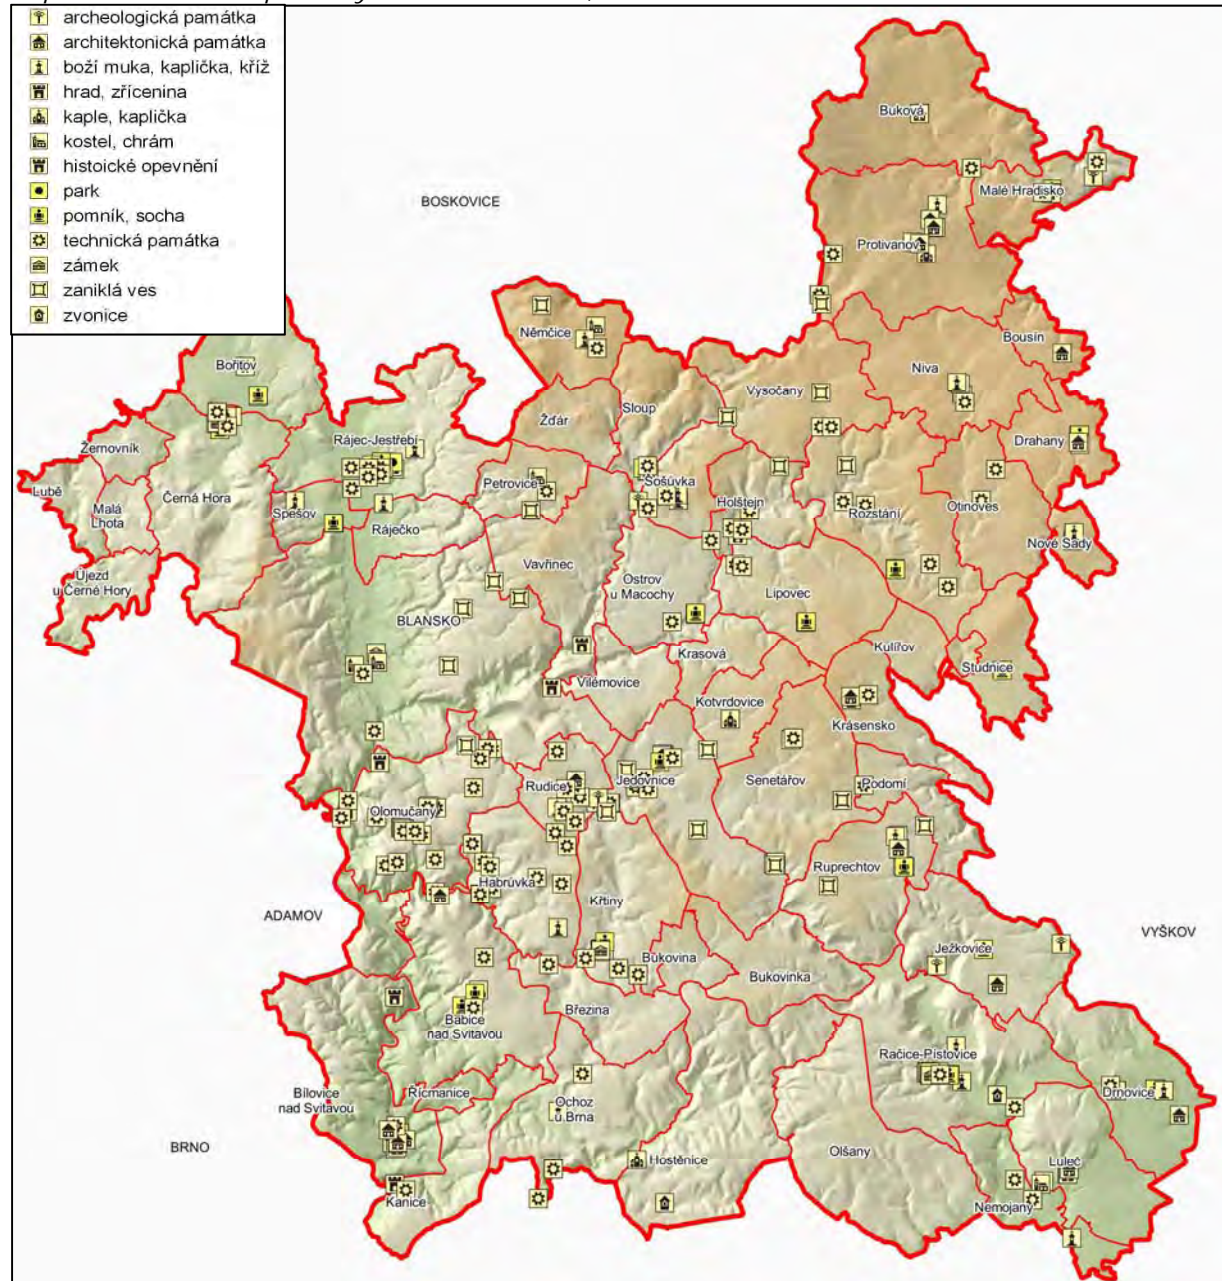 archeologická památka
architektonická památka
boží muka, kaplička, kříž
hrad, zřícenina
kaple, kaplička
kostel, chrám
histoické opevnění
park
pomník, socha
technická památka
zámek
zaniklá ves
zvonice
Buková
BOSKOVICE
Malé Hradisko
Protivanov
Němčice
Bousín
Bořitov
Niva
Vysočany
Žďár
Sloup
Rájec-Jestřebí
Drahany
Žernovník
Lubě
Černá Hora
Petrovice
Šošůvka
Holštejn
Malá
Lhota
Spešov
Ráječko
Rozstání
Otinoves
Nové Sady
Vavřinec
Ostrov
u Macochy
Újezd
u Černé Hory
Lipovec
BLANSKO
Kulířov
Krasová
Studnice
Vilémovice
Kotvrdovice
Krásensko
Rudice
Jedovnice
Senetářov
Podomí
Olomučany
Ruprechtov
Habrůvka
Křtiny
ADAMOV
VYŠKOV
Ježkovice
Bukovina
Bukovinka
Březina
Babice
nad Svitavou
Račice-Pístovice
Bílovice
nad Svitavou
Řícmanice
Ochoz
u Brna
Drnovice
BRNO
Olšany
Hostěnice
Luleč
Kanice
Nemojany